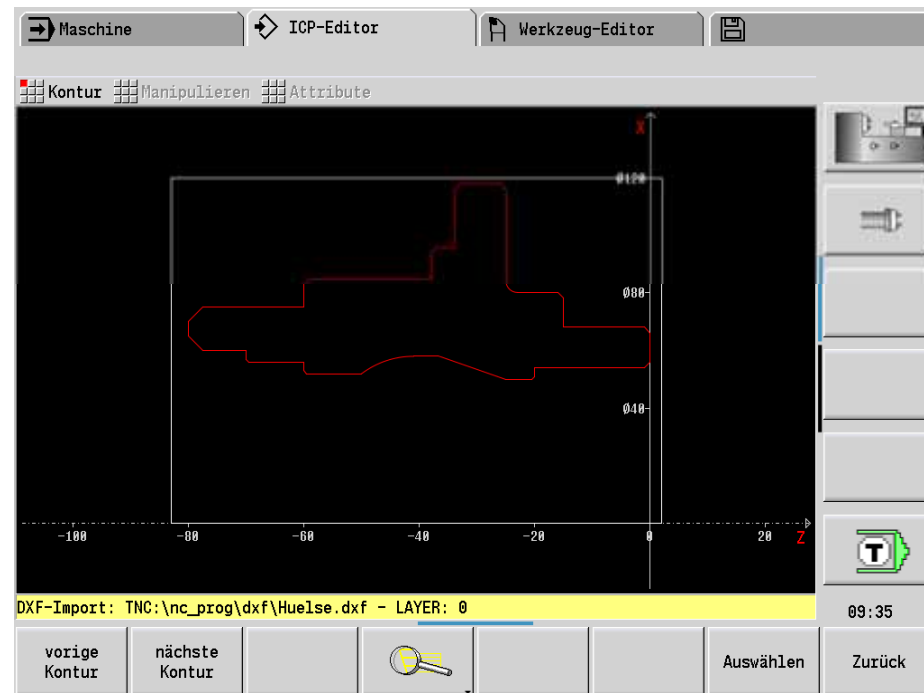 Maschine
ICP-Editor
Werkzeug-Editor
Kontur
Manipulieren
Attribute
X
Ø120
Ø80
Ø40
-100
-80
-60
-40
-20
0
20
Z
T
DXF-Import: TNC:\nc_prog\dxf\Huelse.dxf - LAYER: 0
09:35
vorige Kontur
nächste Kontur
Auswählen
Zurück